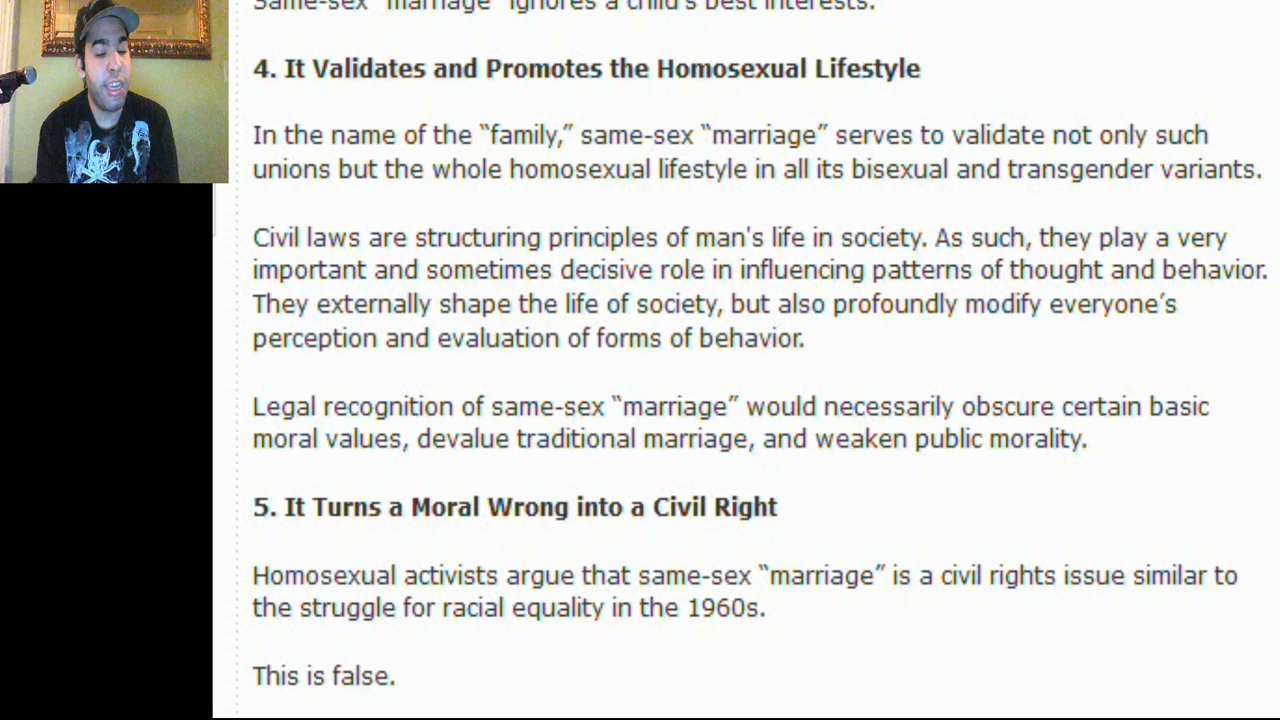 Same-sex “marriage” ignores a child's best interests.
4. It Validates and Promotes the Homosexual Lifestyle
In the name of the “family,” same-sex “marriage” serves to validate not only such
unions but the whole homosexual lifestyle in all its bisexual and transgender variants.
Civil laws are structuring principles of man's life in society. As such, they play a very
important and sometimes decisive role in influencing patterns of thought and behavior.
They externally shape the life of society, but also profoundly modify everyone’s
perception and evaluation of forms of behavior.
Legal recognition of same-sex “marriage” would necessarily obscure certain basic
moral values, devalue traditional marriage, and weaken public morality.
5. It Turns a Moral Wrong into a Civil Right
Homosexual activists argue that same-sex “marriage” is a civil rights issue similar to
the struggle for racial equality in the 1960s.
This is false.